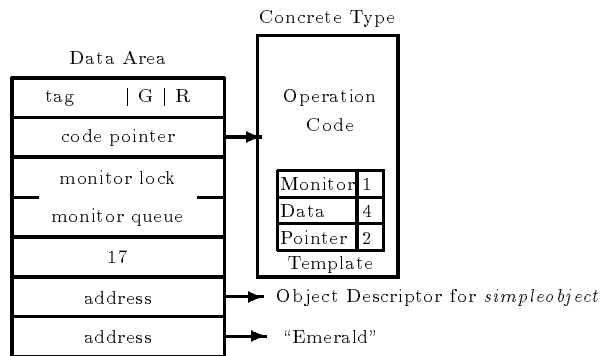 Concrete Type
Data Area
tag | G | R
code pointer
monitor lock
monitor queue
17
address
address
Operation
Code
Monitor 1
Data 4
Pointer 2
Template
Object Descriptor for simpleobject
“Emerald”